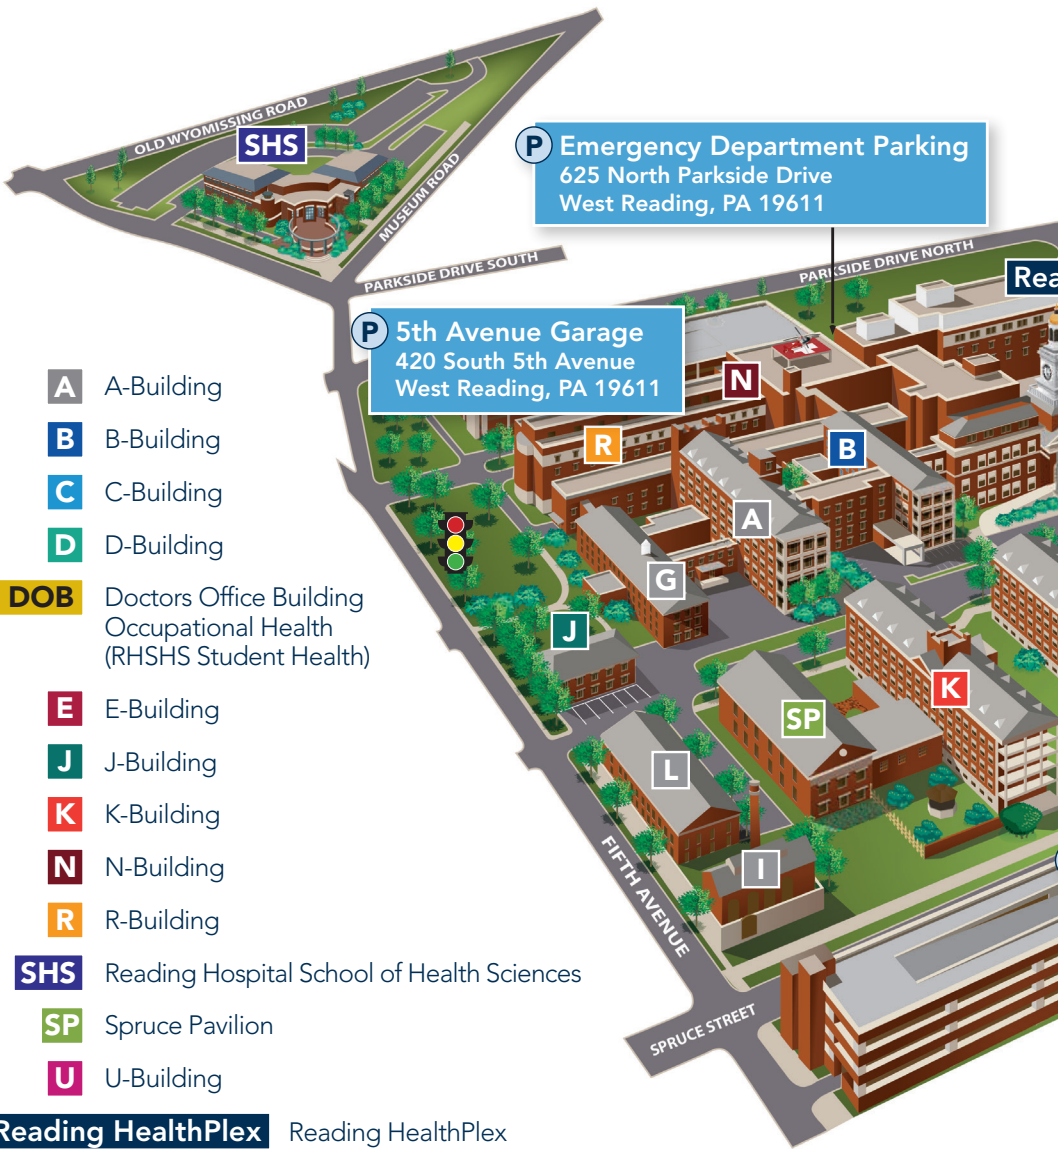 OLD WYOMISSING ROAD
SHS
MUSEUM ROAD
P Emergency Department Parking
625 North Parkside Drive
West Reading, PA 19611
PARKSIDE DRIVE SOUTH
PARKSIDE DRIVE NORTH
Rea
P 5th Avenue Garage
420 South 5th Avenue
West Reading, PA 19611
N
R
B
A
G
J
K
SP
L
I
FIFTH AVENUE
SPRUCE STREET
A A-Building
B B-Building
C C-Building
D D-Building
DOB Doctors Office Building
Occupational Health
(RHSHS Student Health)
E E-Building
J J-Building
K K-Building
N N-Building
R R-Building
SHS Reading Hospital School of Health Sciences
SP Spruce Pavilion
U U-Building
Reading HealthPlex Reading HealthPlex